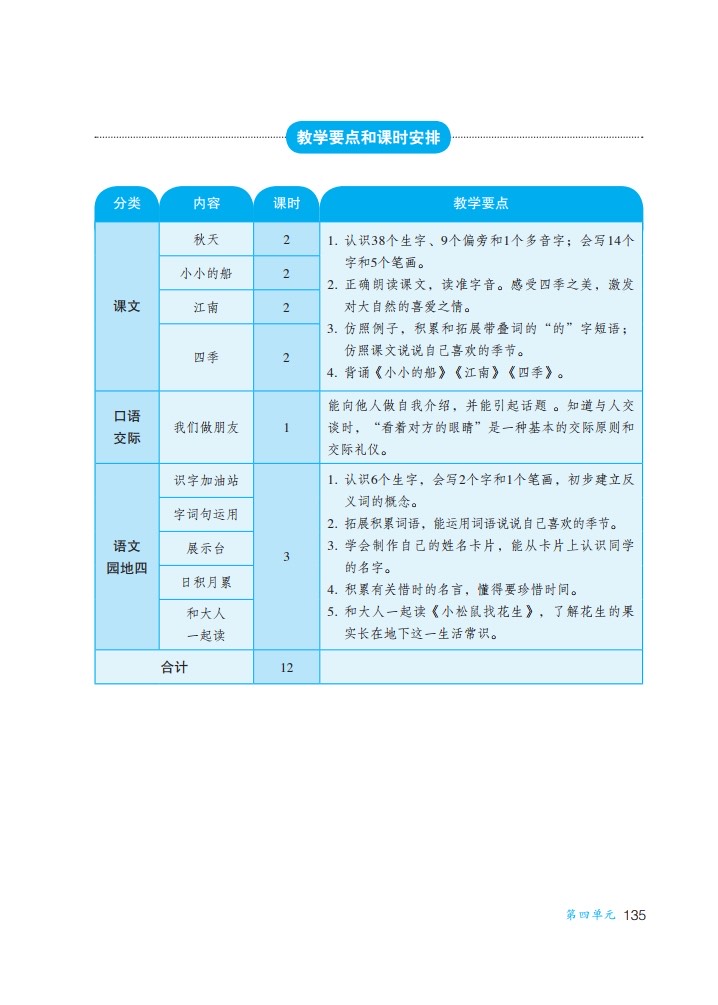 教学要点和课时安排
分类 内容 课时 教学要点
课文
秋天 2
小小的船 2
江南 2
四季 2
1. 认识38个生字、9个偏旁和1个多音字；会写14个
字和5个笔画。
2. 正确朗读课文，读准字音。感受四季之美，激发
对大自然的喜爱之情。
3. 仿照例子，积累和拓展带叠词的“的”字短语；
仿照课文说说自己喜欢的季节。
4. 背诵《小小的船》《江南》《四季》。
口语
交际
我们做朋友 1
能向他人做自我介绍，并能引起话题 。知道与人交
谈时，“看着对方的眼睛”是一种基本的交际原则和
交际礼仪。
语文
园地四
识字加油站
字词句运用
展示台
日积月累
和大人
一起读
3
1. 认识6个生字，会写2个字和1个笔画，初步建立反
义词的概念。
2. 拓展积累词语，能运用词语说说自己喜欢的季节。
3. 学会制作自己的姓名卡片，能从卡片上认识同学
的名字。
4. 积累有关惜时的名言，懂得要珍惜时间。
5. 和大人一起读《小松鼠找花生》，了解花生的果
实长在地下这一生活常识。
合计 12
第四单元 135